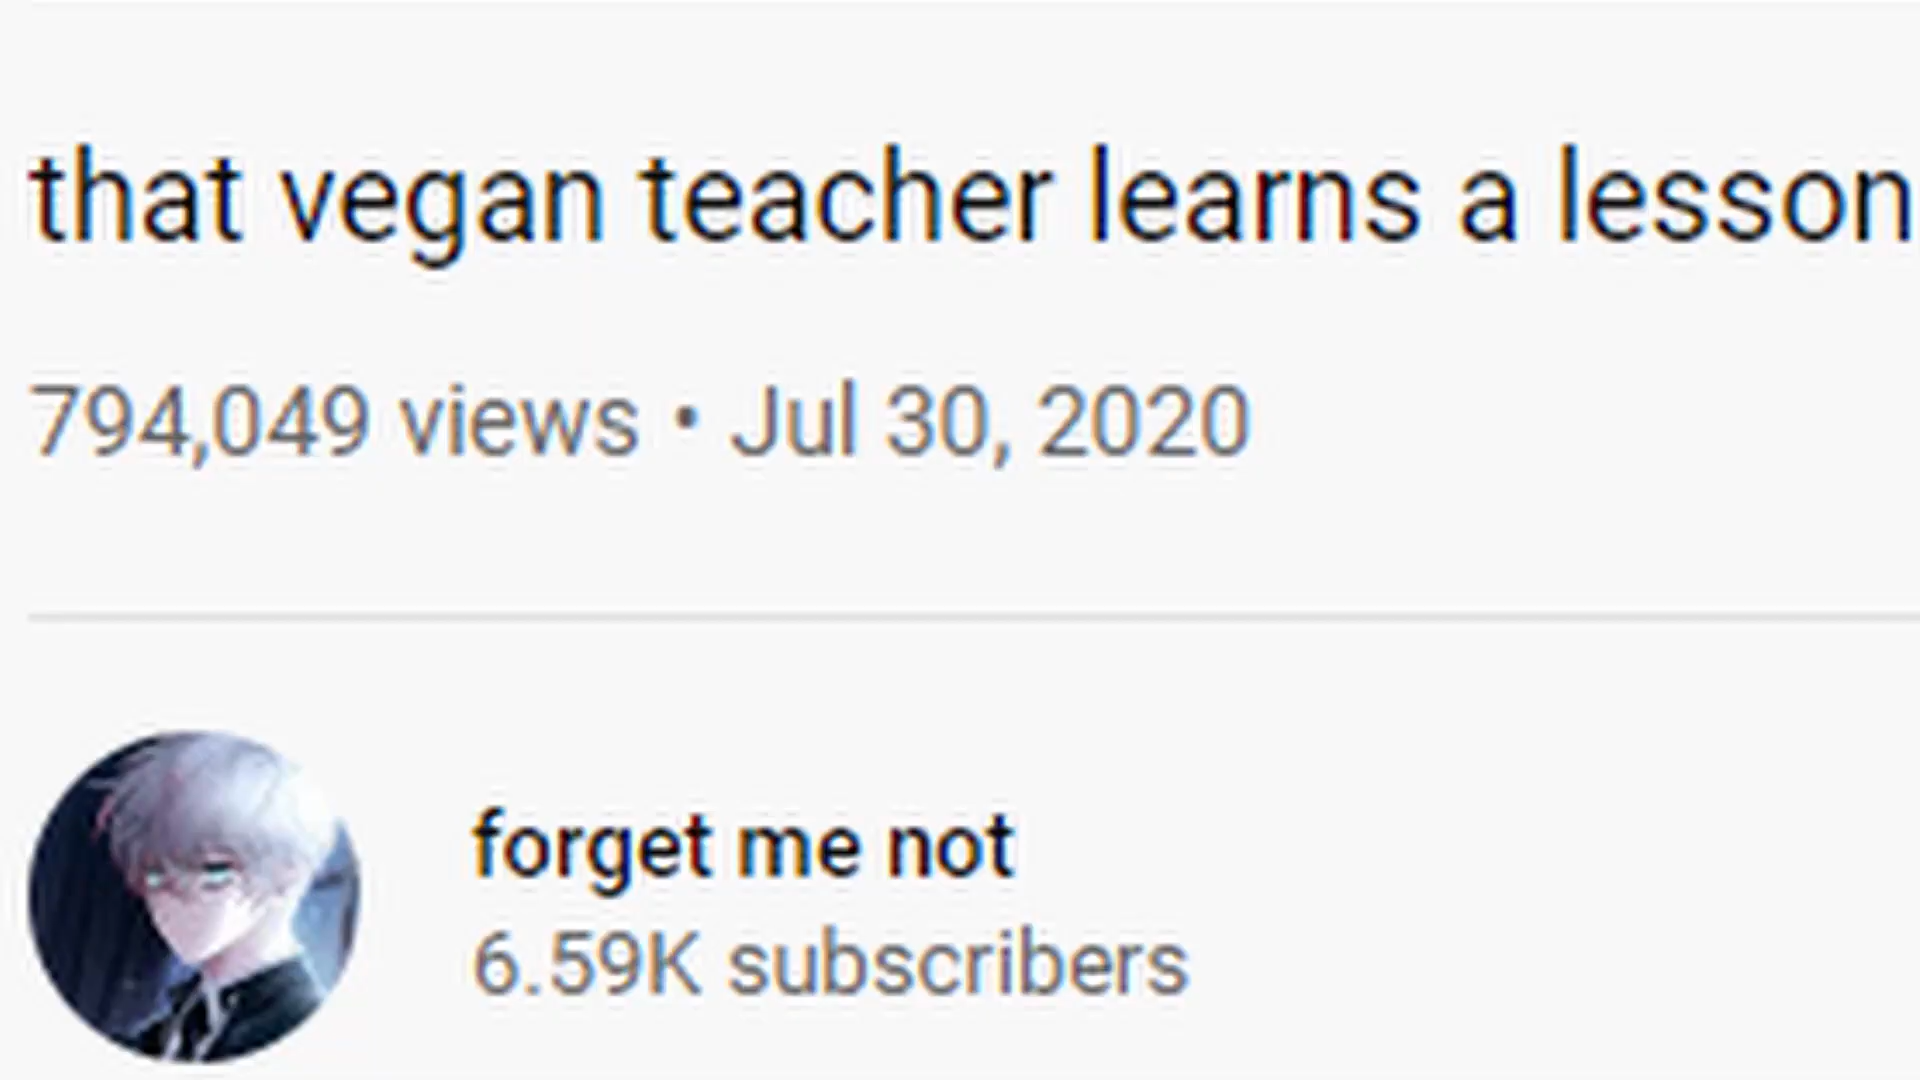 that vegan teacher learns a lesson
794,049 views • Jul 30, 2020
forget me not
6.59K subscribers